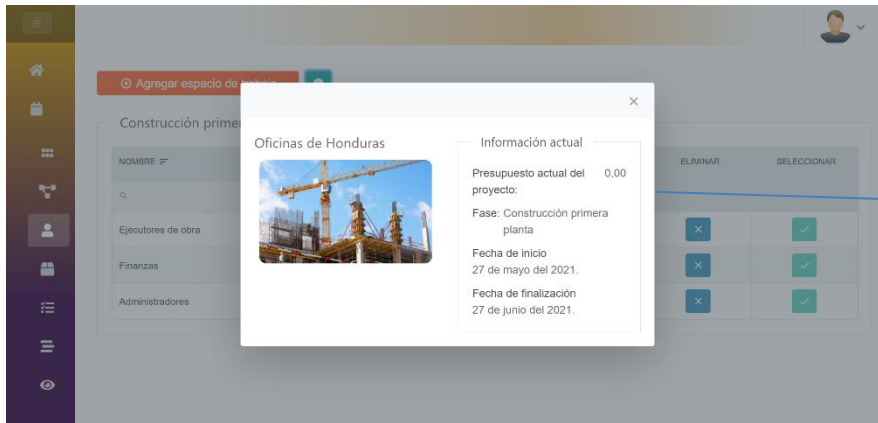 Agregar espacio de trabajo
Construcción prime
Oficinas de Honduras
Información actual
Presupuesto actual del 0,00
proyecto:
Fase: Construcción primera
planta
Fecha de inicio
27 de mayo del 2021.
Fecha de finalización
27 de junio del 2021.
NOMBRE
ELIMINAR
SELECCIONAR
Ejecutores de obra
Finanzas
Administradores